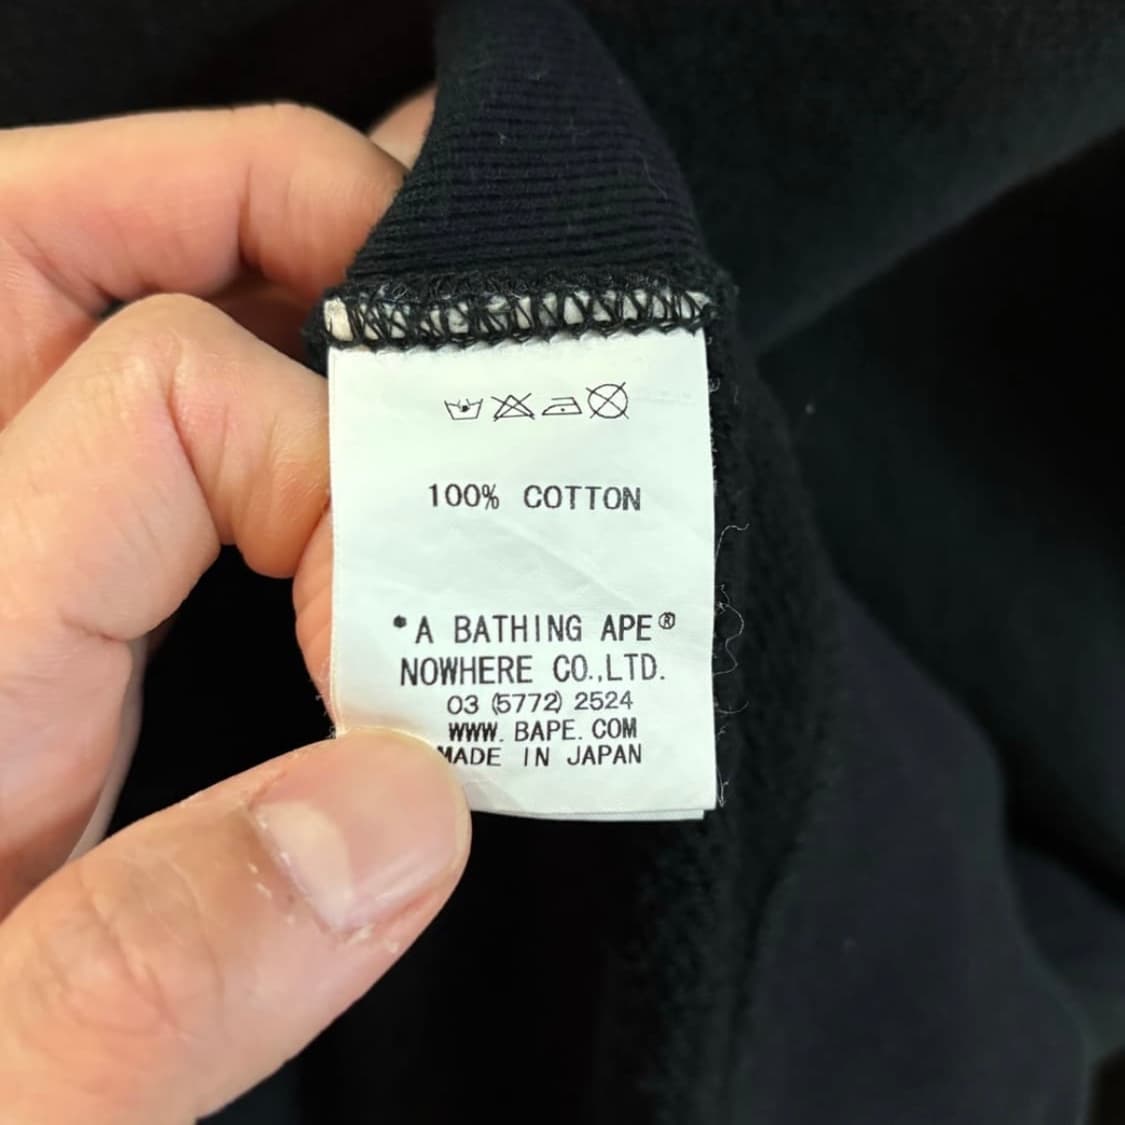 100% COTTON
*A BATHING APE®
NOWHERE CO.,LTD.
03 (5772) 2524
WWW. BAPE. COM
MADE IN JAPAN